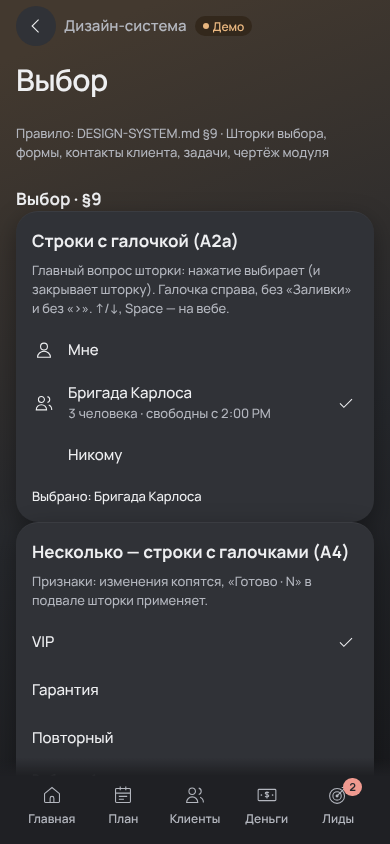 Дизайн-система
Демо
Выбор
Правило: DESIGN-SYSTEM.md §9 · Шторки выбора,
формы, контакты клиента, задачи, чертёж модуля
Выбор · §9
Строки с галочкой (A2a)
Главный вопрос шторки: нажатие выбирает (и
закрывает шторку). Галочка справа, без «Заливки»
и без «›». ↑/↓, Space — на вебе.
Мне
Бригада Карлоса
3 человека · свободны с 2:00 PM
Никому
Выбрано: Бригада Карлоса
Несколько — строки с галочками (A4)
Признаки: изменения копятся, «Готово · N» в
подвале шторки применяет.
VIP
Гарантия
Повторный
2
Главная
План
Клиенты
Деньги
Лиды